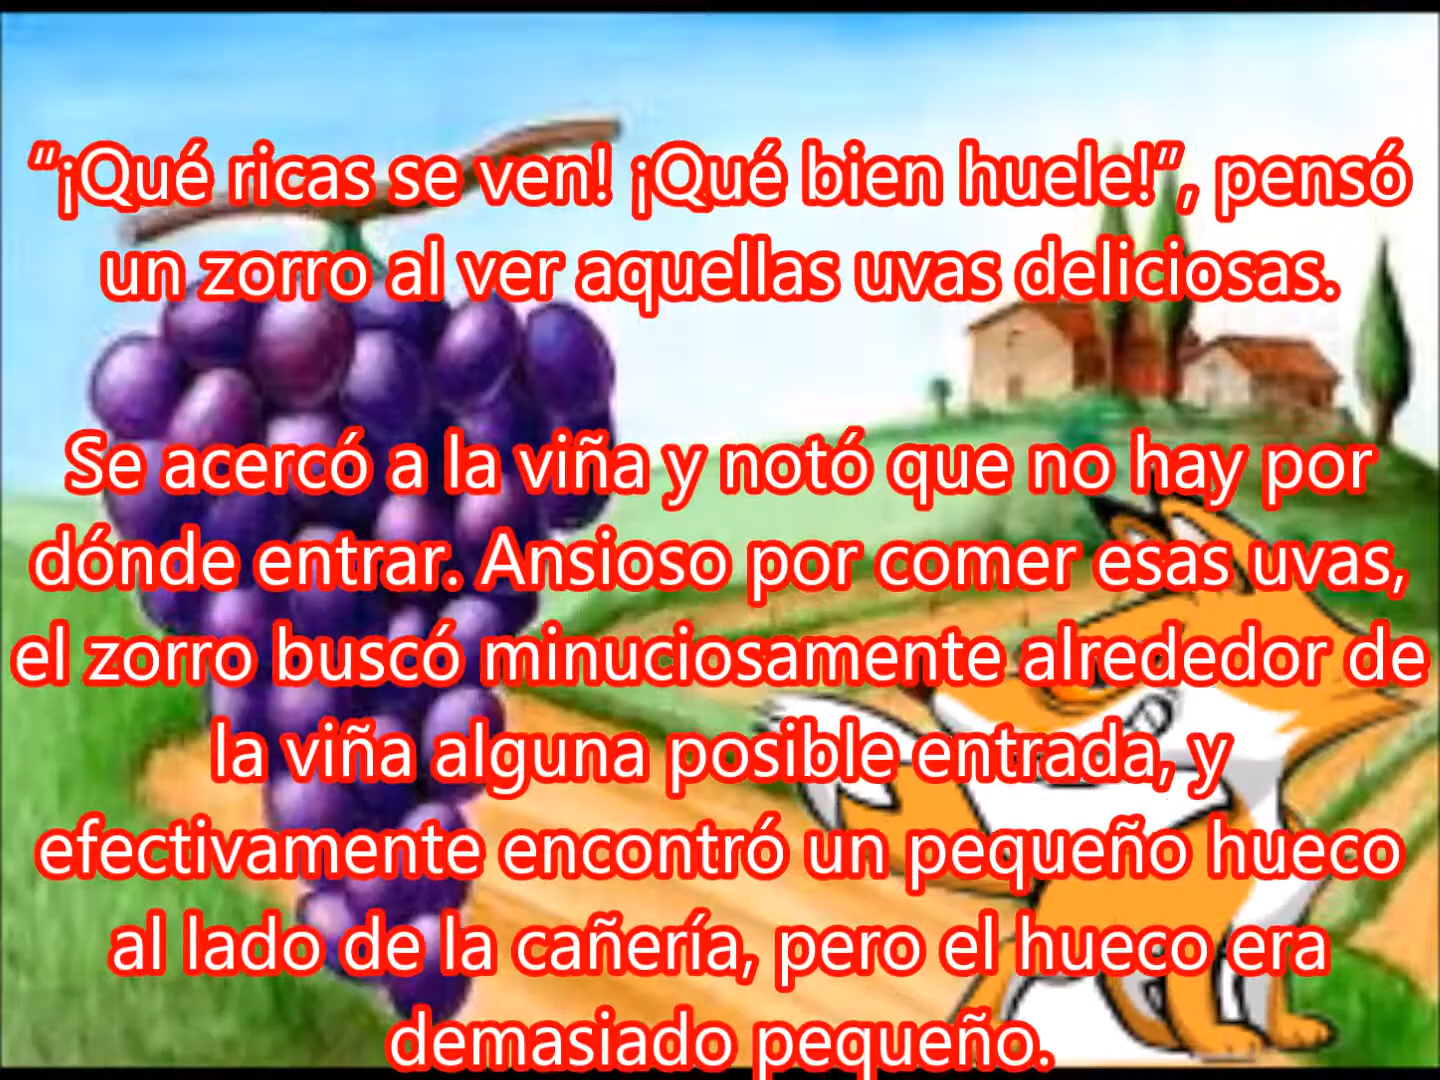 “¡Qué ricas se ven! ¡Qué bien huele!”, pensó
un zorro al ver aquellas uvas deliciosas.
Se acercó a la viña y notó que no hay por
dónde entrar. Ansioso por comer esas uvas,
el zorro buscó minuciosamente alrededor de
la viña alguna posible entrada, y
efectivamente encontró un pequeño hueco
al lado de la cañería, pero el hueco era
demasiado pequeño.